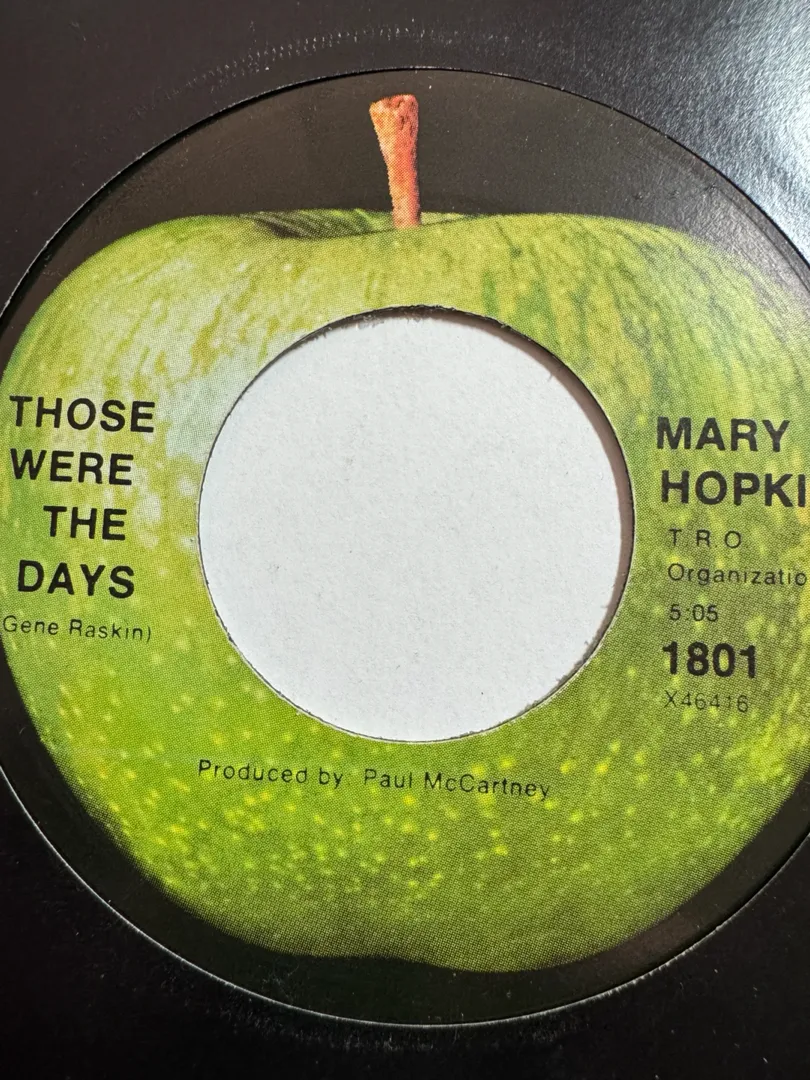 THOSE
WERE
THE
DAYS
Gene Raskin)
MARY
HOPKI
T.R.O.
Organizatio
5:05
1801
X46416
Produced by: Paul McCartney